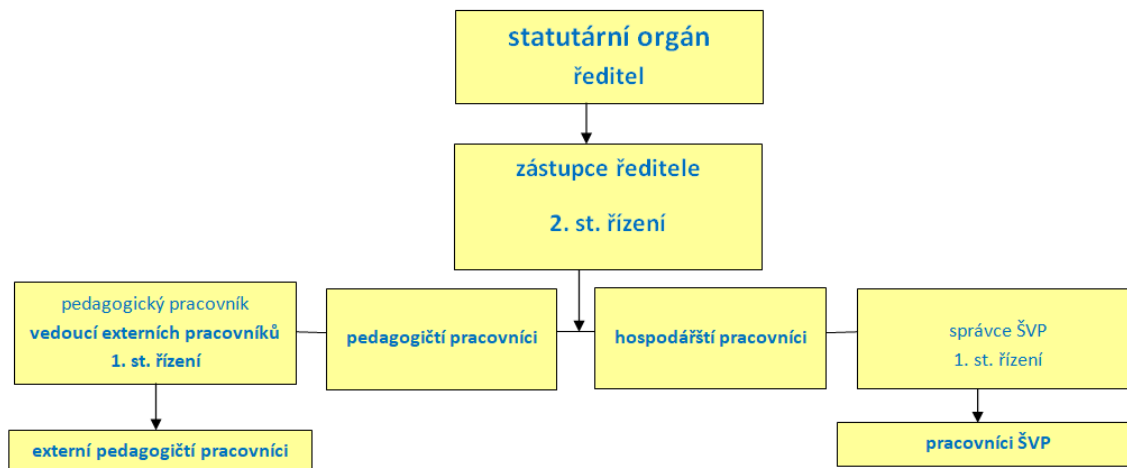 statutární orgán
ředitel
zástupce ředitele
2. st. řízení
pedagogický pracovník
vedoucí externích pracovníků
1. st. řízení
pedagogičtí pracovníci
hospodářští pracovníci
správce ŠVP
1. st. řízení
externí pedagogičtí pracovníci
pracovníci ŠVP